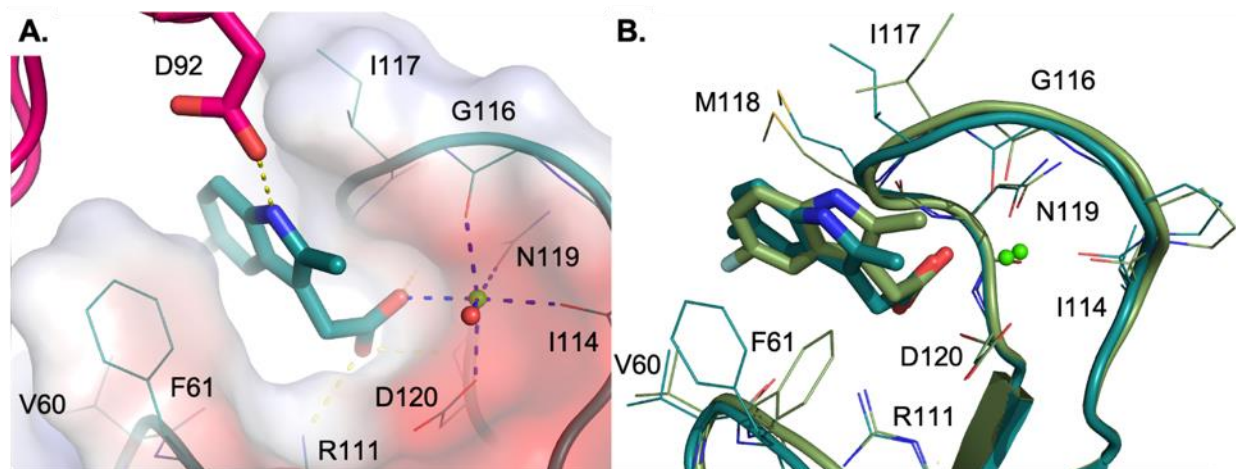 A.
D92
I117
G116
N119
I114
D120
R111
F61
V60
B.
I117
G116
M118
N119
I114
D120
F61
V60
R111